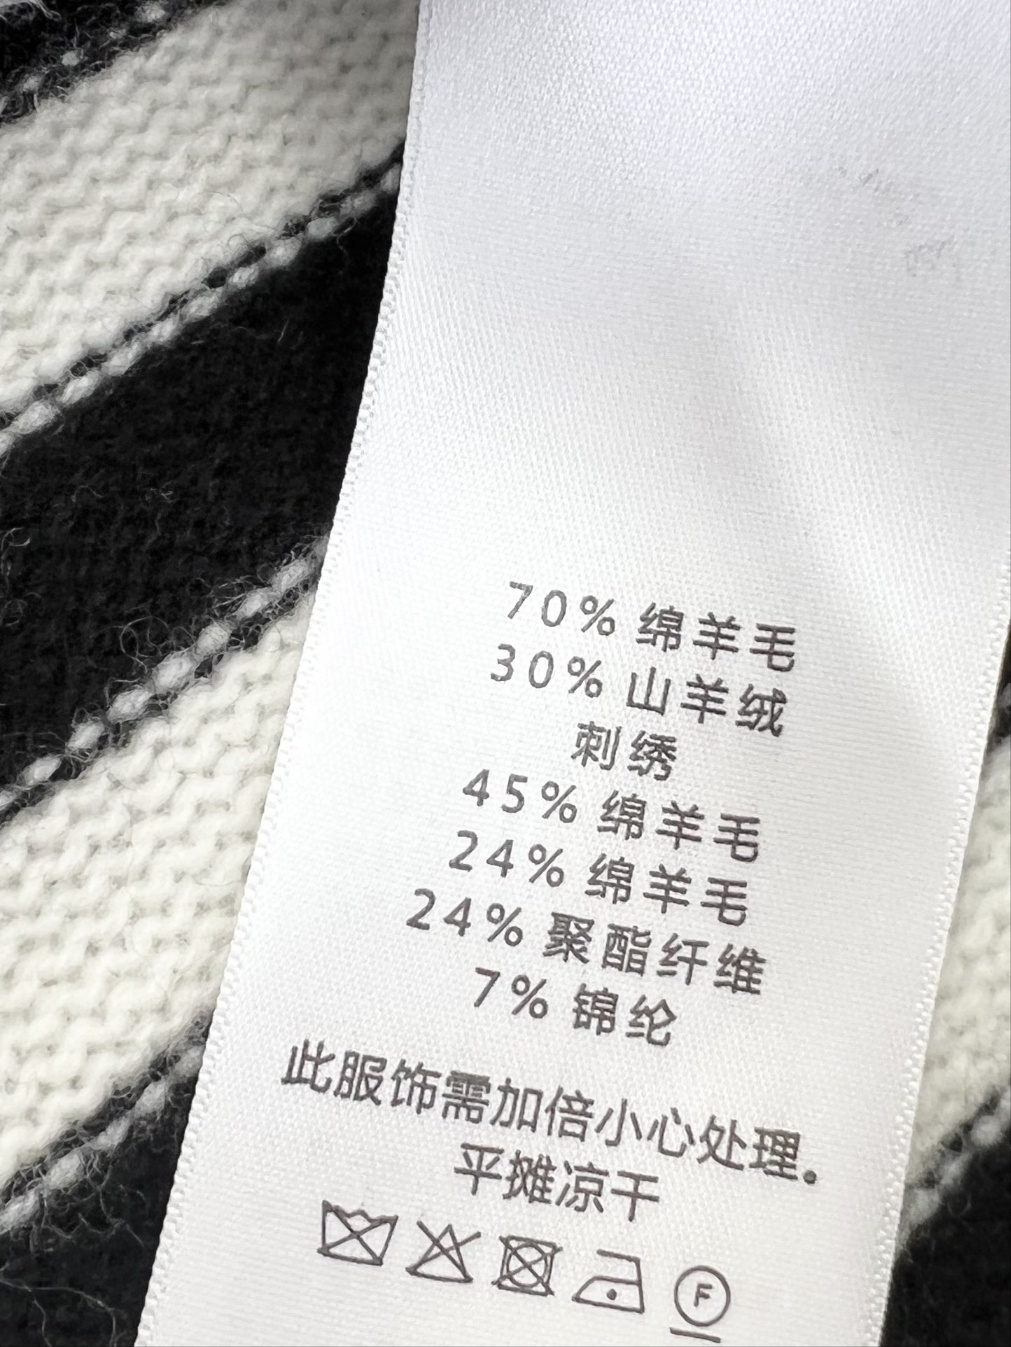 70% 绵羊毛
30% 山羊绒
刺绣
45% 绵羊毛
24% 绵羊毛
24% 聚酯纤维
7% 锦纶
此服饰需加倍小心处理。
平摊凉干
F